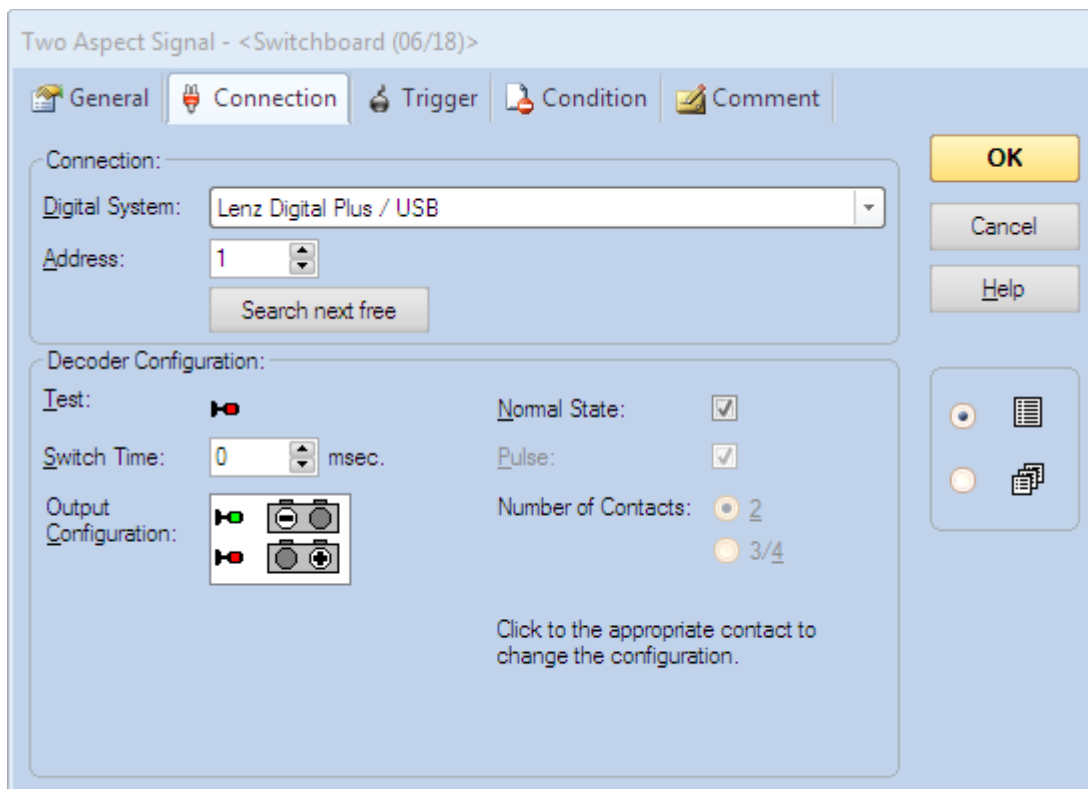 Two Aspect Signal - <Switchboard (06/18)>
General Connection Trigger Condition Comment
Connection:
Digital System: Lenz Digital Plus / USB
Address: 1
Search next free
OK
Cancel
Help
Decoder Configuration:
Test:
Normal State:
Switch Time: 0 msec.
Pulse:
Output
Configuration:
Number of Contacts: 2
3/4
Click to the appropriate contact to
change the configuration.